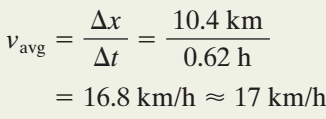 v_avg = Δx/Δt = 10.4 km/0.62 h
= 16.8 km/h ≈ 17 km/h